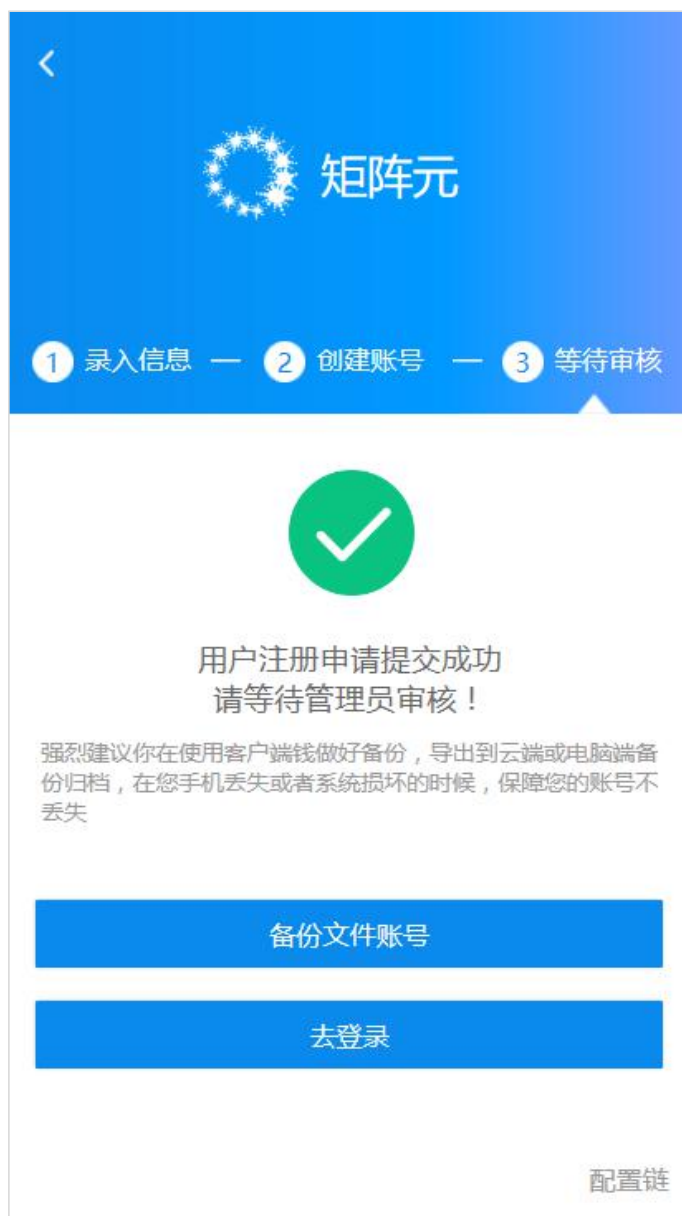 矩阵元
1 录入信息 — 2 创建账号 — 3 等待审核
用户注册申请提交成功
请等待管理员审核！
强烈建议你在使用客户端钱做好备份，导出到云端或电脑端备
份归档，在您手机丢失或者系统损坏的时候，保障您的账号不
丢失
备份文件账号
去登录
配置链